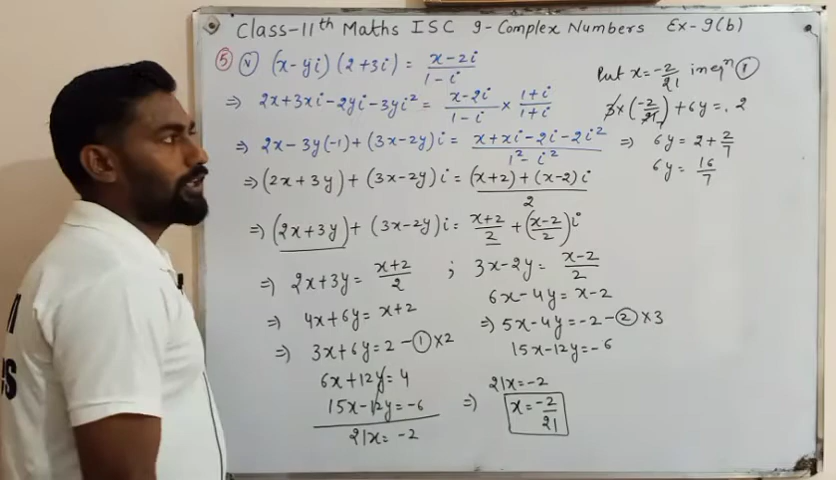 Class-11th Maths ISC 9-Complex Numbers Ex-9(b)
5 (v) (x-yi)(2+3i) = x-2i / 1-i
⇒ 2x+3xi-2yi-3yi² = x-2i / 1-i × 1+i / 1+i
⇒ 2x-3y(-1)+(3x-2y)i = x+xi-2i-2i² / 1²-i²
⇒ (2x+3y)+(3x-2y)i = (x+2)+(x-2)i / 2
⇒ (2x+3y)+(3x-2y)i = x+2 / 2 + (x-2 / 2)i
⇒ 2x+3y = x+2 / 2 ; 3x-2y = x-2 / 2
⇒ 4x+6y = x+2
6x-4y = x-2
⇒ 3x+6y = 2 - ① ×2
⇒ 5x-4y = -2 - ② ×3
6x+12y = 4
15x-12y = -6
15x-12y = -6
21x = -2
⇒ 21x = -2
x = -2 / 21
Put x = -2 / 21 in eqn ①
3×(-2 / 21) + 6y = 2
⇒ 6y = 2 + 2 / 7
6y = 16 / 7